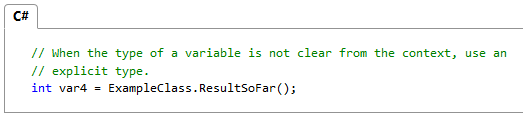 C#
// When the type of a variable is not clear from the context, use an
// explicit type.
int var4 = ExampleClass.ResultSoFar();